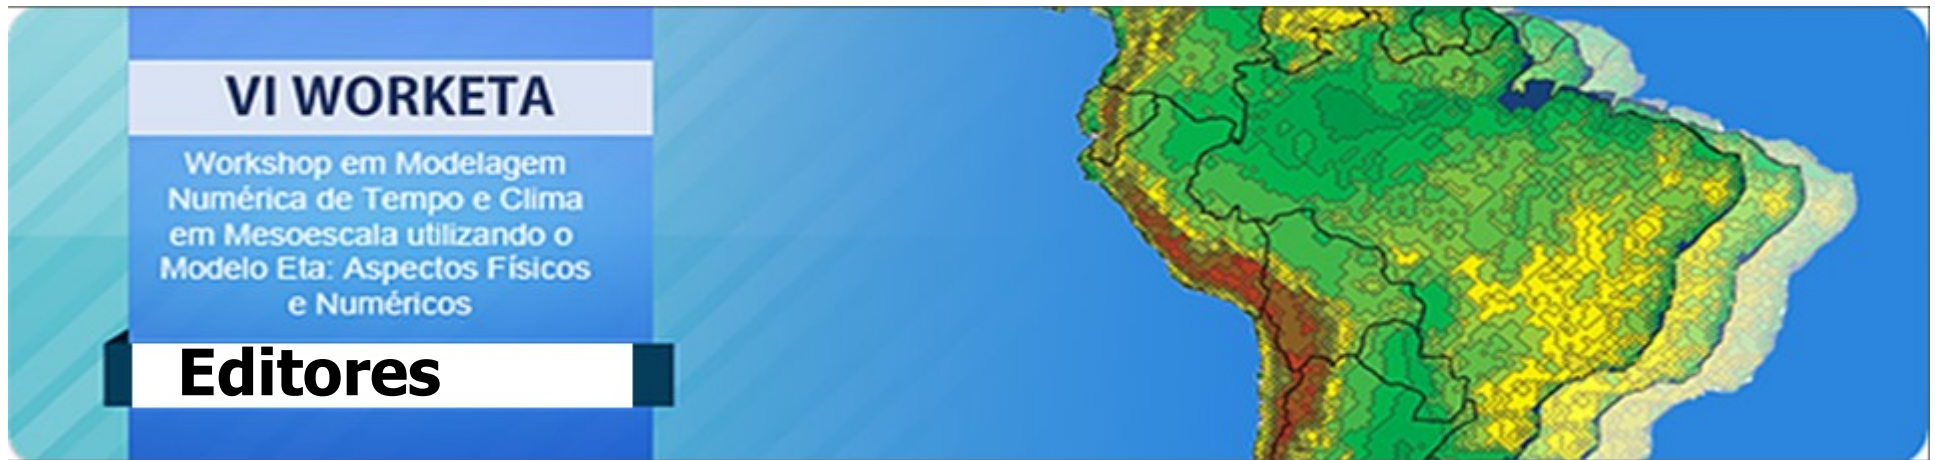 VI WORKETA
Workshop em Modelagem
Numérica de Tempo e Clima
em Mesoescala utilizando o
Modelo Eta: Aspectos Físicos
e Numéricos
Editores